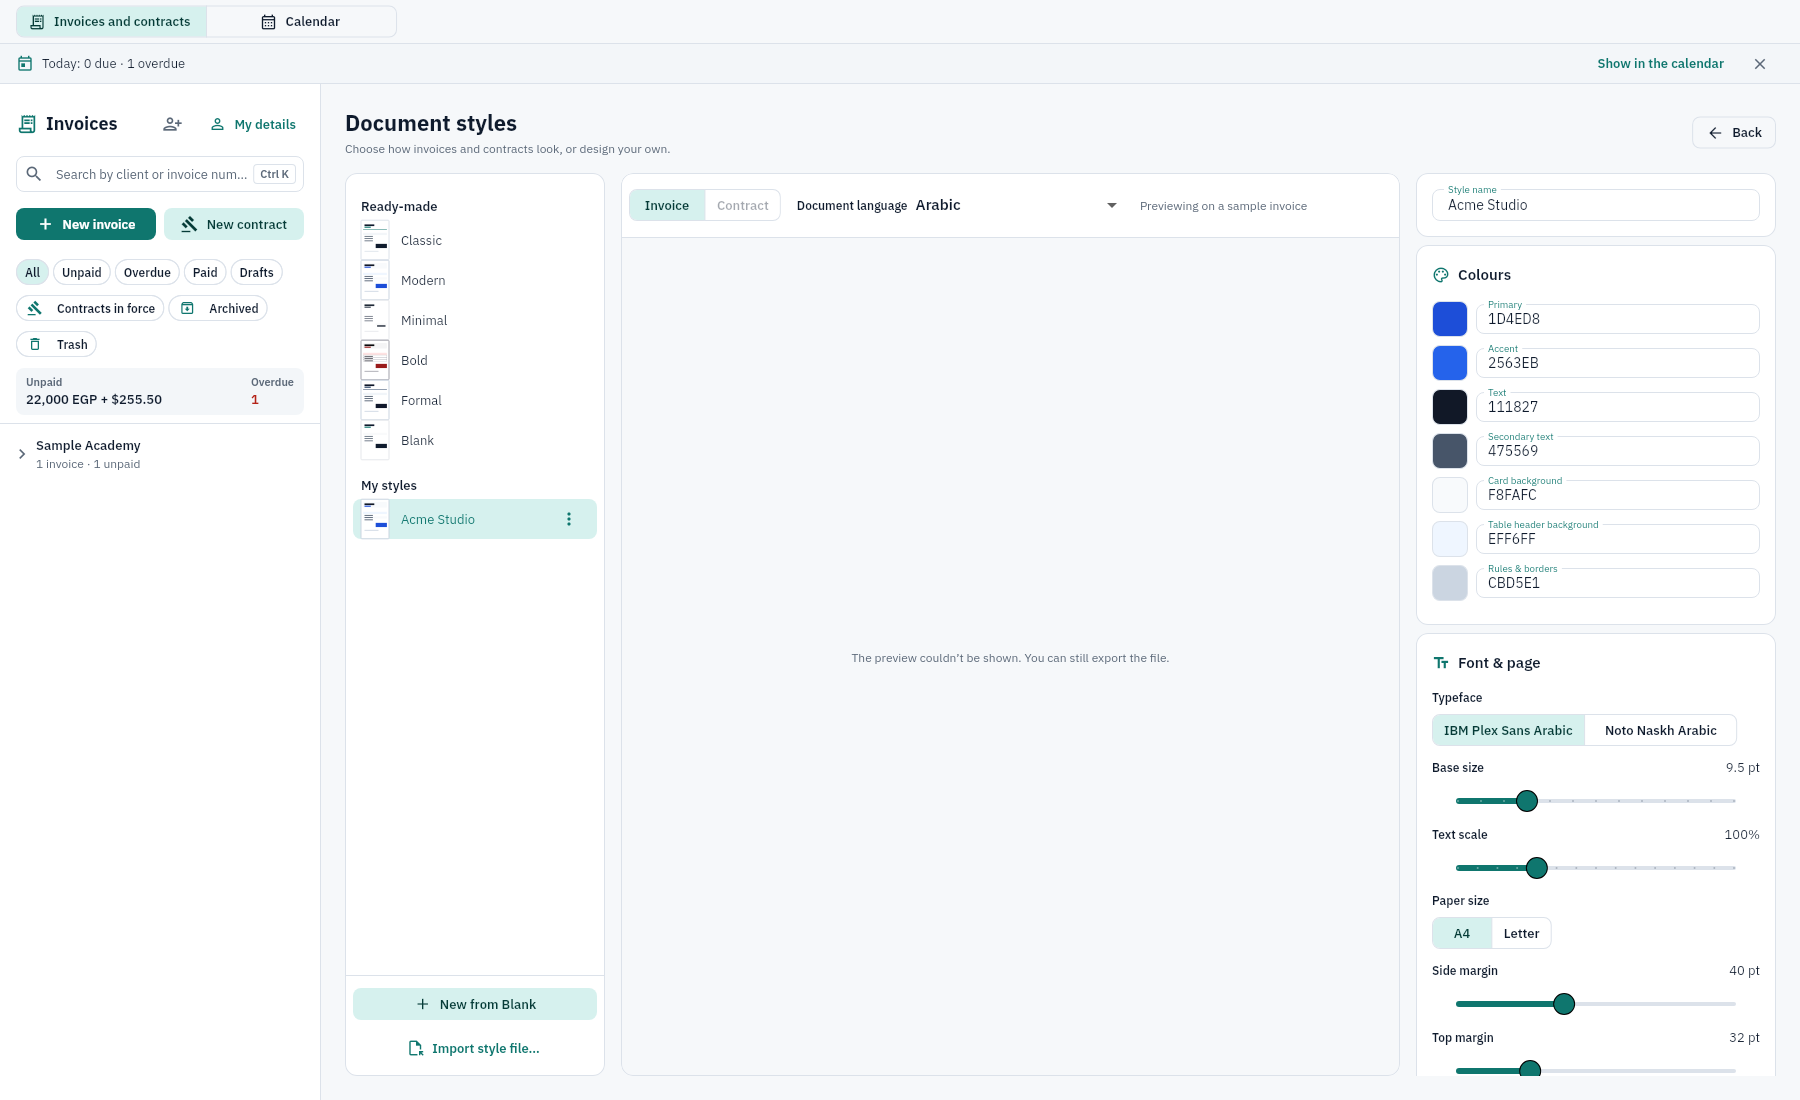 Invoices and contracts
Calendar
Today: 0 due · 1 overdue
Show in the calendar
Invoices
My details
Search by client or invoice num...
Ctrl K
New invoice
New contract
All
Unpaid
Overdue
Paid
Drafts
Contracts in force
Archived
Trash
Unpaid
Overdue
22,000 EGP + $255.50
1
Sample Academy
1 invoice · 1 unpaid
Document styles
Choose how invoices and contracts look, or design your own.
Back
Ready-made
Classic
Modern
Minimal
Bold
Formal
Blank
My styles
Acme Studio
New from Blank
Import style file...
Invoice
Contract
Document language
Arabic
Previewing on a sample invoice
The preview couldn't be shown. You can still export the file.
Style name
Acme Studio
Colours
Primary
1D4ED8
Accent
2563EB
Text
111827
Secondary text
475569
Card background
F8FAFC
Table header background
EFF6FF
Rules & borders
CBD5E1
Font & page
Typeface
IBM Plex Sans Arabic
Noto Naskh Arabic
Base size
9.5 pt
Text scale
100%
Paper size
A4
Letter
Side margin
40 pt
Top margin
32 pt